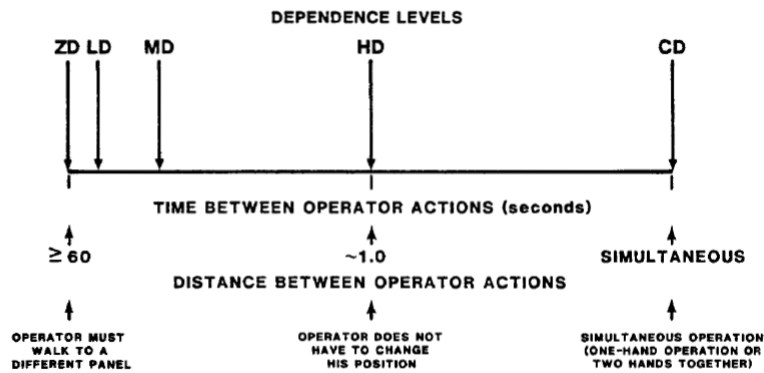 DEPENDENCE LEVELS
ZD LD MD HD CD
TIME BETWEEN OPERATOR ACTIONS (seconds)
≥ 60 ~1.0 SIMULTANEOUS
DISTANCE BETWEEN OPERATOR ACTIONS
OPERATOR MUST
WALK TO A
DIFFERENT PANEL
OPERATOR DOES NOT
HAVE TO CHANGE
HIS POSITION
SIMULTANEOUS OPERATION
(ONE-HAND OPERATION OR
TWO HANDS TOGETHER)